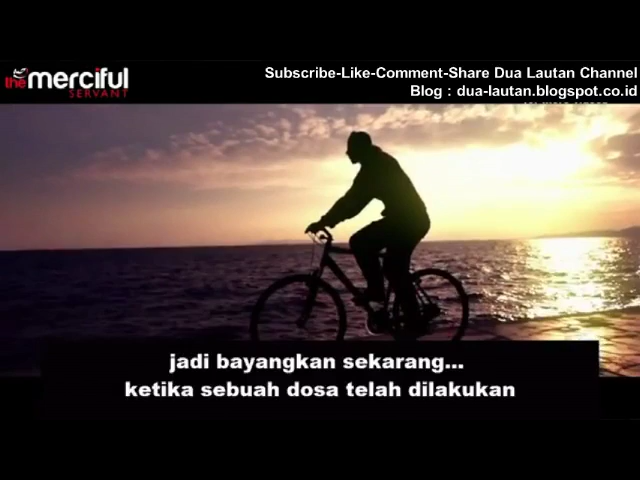 the merciful
SERVANT
Subscribe-Like-Comment-Share Dua Lautan Channel
Blog : dua-lautan.blogspot.co.id
jadi bayangkan sekarang...
ketika sebuah dosa telah dilakukan